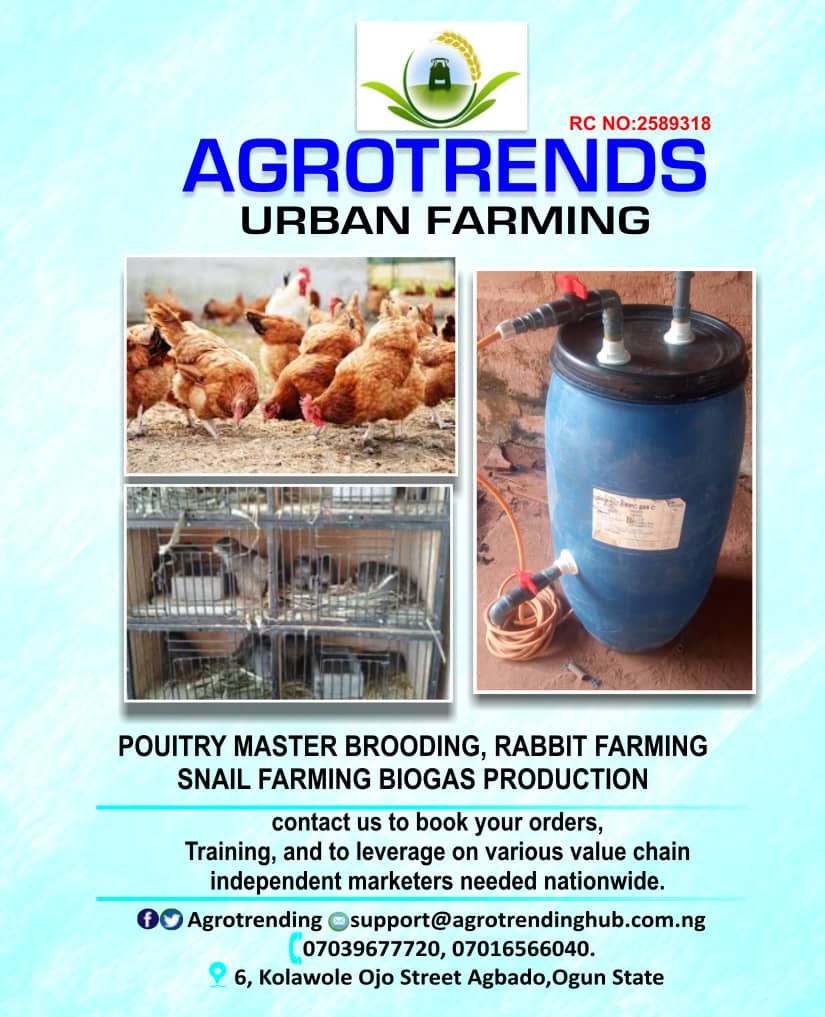 RC NO:2589318
AGROTRENDS
URBAN FARMING
POUITRY MASTER BROODING, RABBIT FARMING
SNAIL FARMING BIOGAS PRODUCTION
contact us to book your orders,
Training, and to leverage on various value chain
independent marketers needed nationwide.
Agrotrending support@agrotrendinghub.com.ng
07039677720, 07016566040.
6, Kolawole Ojo Street Agbado,Ogun State